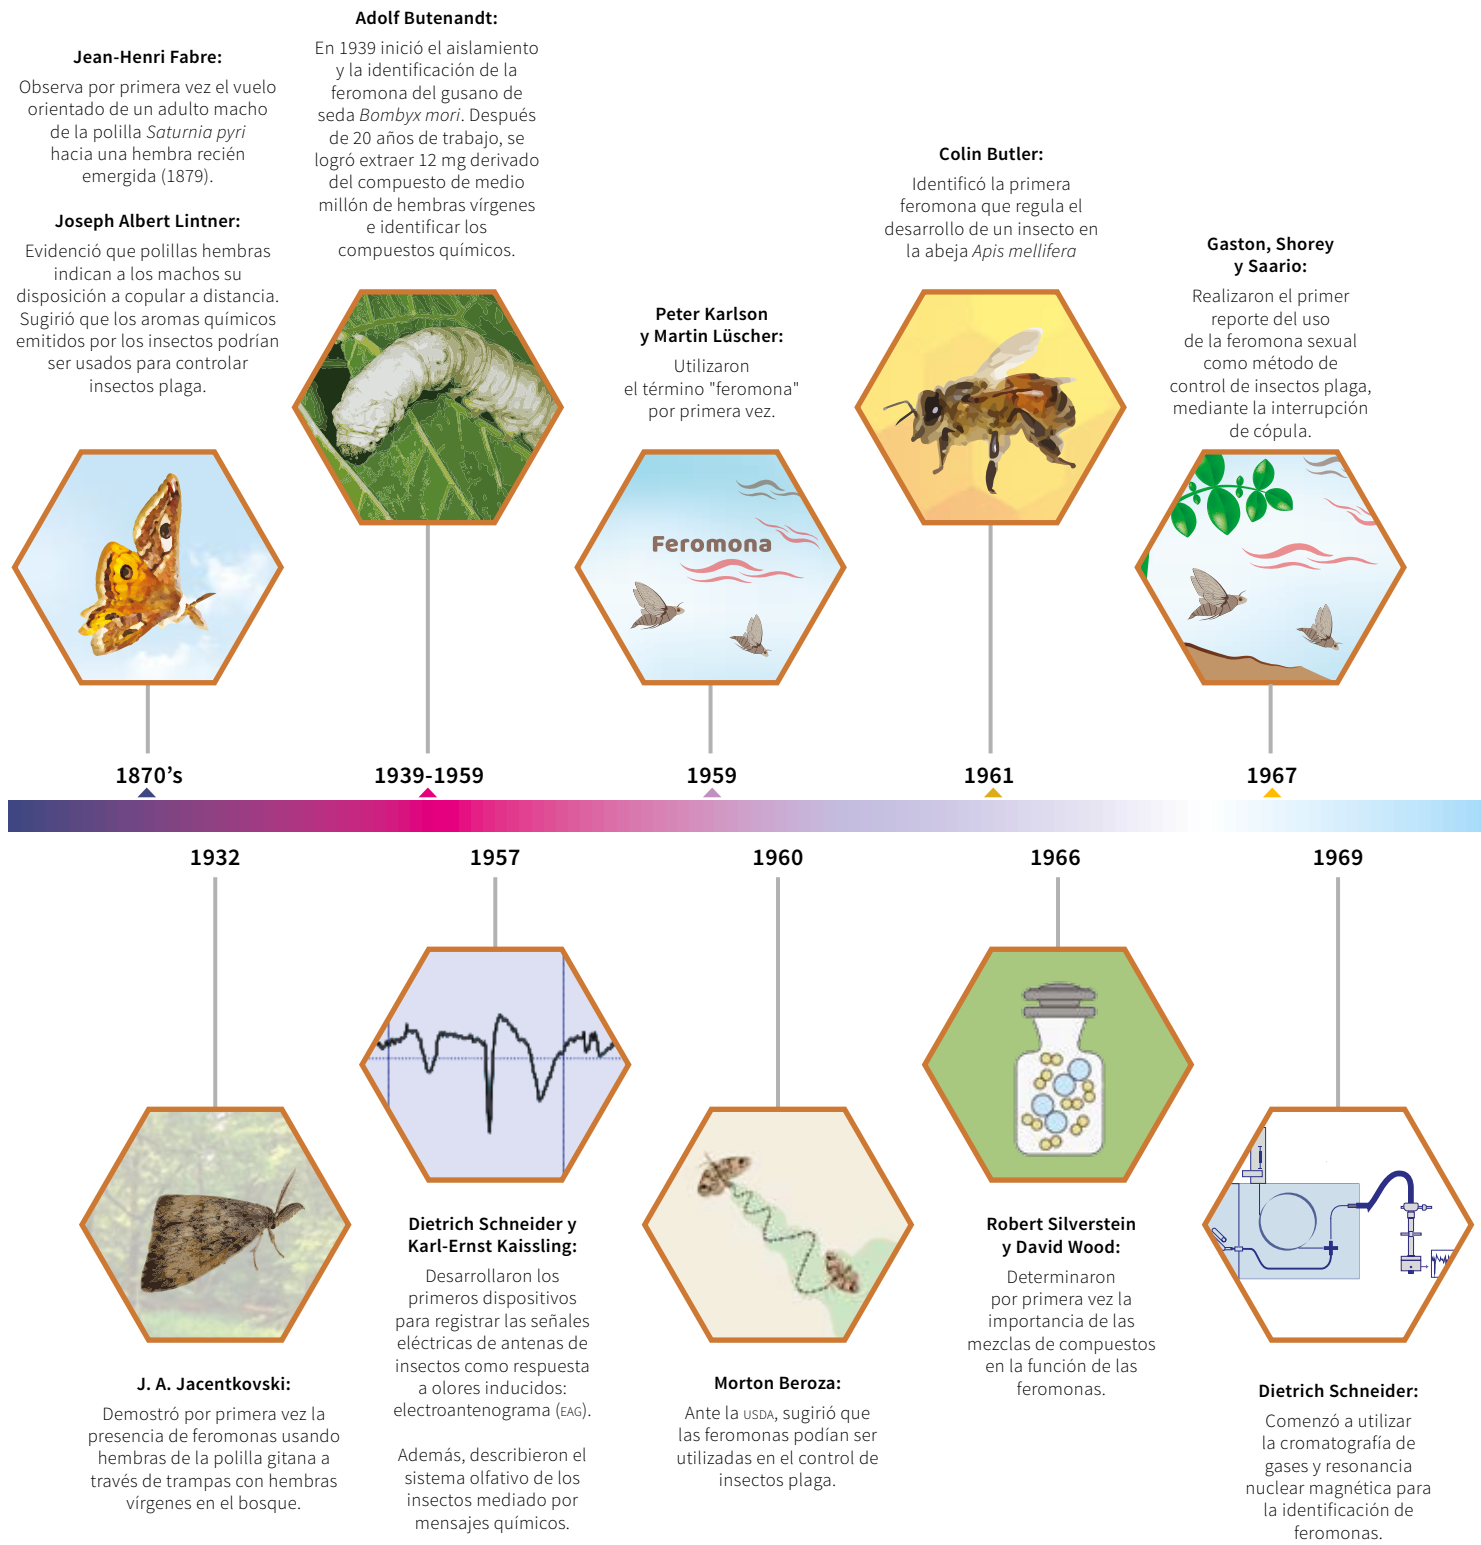 Jean-Henri Fabre:
Observa por primera vez el vuelo
orientado de un adulto macho
de la polilla Saturnia pyri
hacia una hembra recién
emergida (1879).
Joseph Albert Lintner:
Evidenció que polillas hembras
indican a los machos su
disposición a copular a distancia.
Sugirió que los aromas químicos
emitidos por los insectos podrían
ser usados para controlar
insectos plaga.
1870's
Adolf Butenandt:
En 1939 inició el aislamiento
y la identificación de la
feromona del gusano de
seda Bombyx mori. Después
de 20 años de trabajo, se
logró extraer 12 mg derivado
del compuesto de medio
millón de hembras vírgenes
e identificar los
compuestos químicos.
1939-1959
Peter Karlson
y Martin Lüscher:
Utilizaron
el término "feromona"
por primera vez.
Feromona
1959
Colin Butler:
Identificó la primera
feromona que regula el
desarrollo de un insecto en
la abeja Apis mellifera
1961
Gaston, Shorey
y Saario:
Realizaron el primer
reporte del uso
de la feromona sexual
como método de
control de insectos plaga,
mediante la interrupción
de cópula.
1967
1932
J. A. Jacentkovski:
Demostró por primera vez la
presencia de feromonas usando
hembras de la polilla gitana a
través de trampas con hembras
vírgenes en el bosque.
1957
Dietrich Schneider y
Karl-Ernst Kaissling:
Desarrollaron los
primeros dispositivos
para registrar las señales
eléctricas de antenas de
insectos como respuesta
a olores inducidos:
electroantenograma (EAG).
Además, describieron el
sistema olfativo de los
insectos mediado por
mensajes químicos.
1960
Morton Beroza:
Ante la USDA, sugirió que
las feromonas podían ser
utilizadas en el control de
insectos plaga.
1966
Robert Silverstein
y David Wood:
Determinaron
por primera vez la
importancia de las
mezclas de compuestos
en la función de las
feromonas.
1969
Dietrich Schneider:
Comenzó a utilizar
la cromatografía de
gases y resonancia
nuclear magnética para
la identificación de
feromonas.